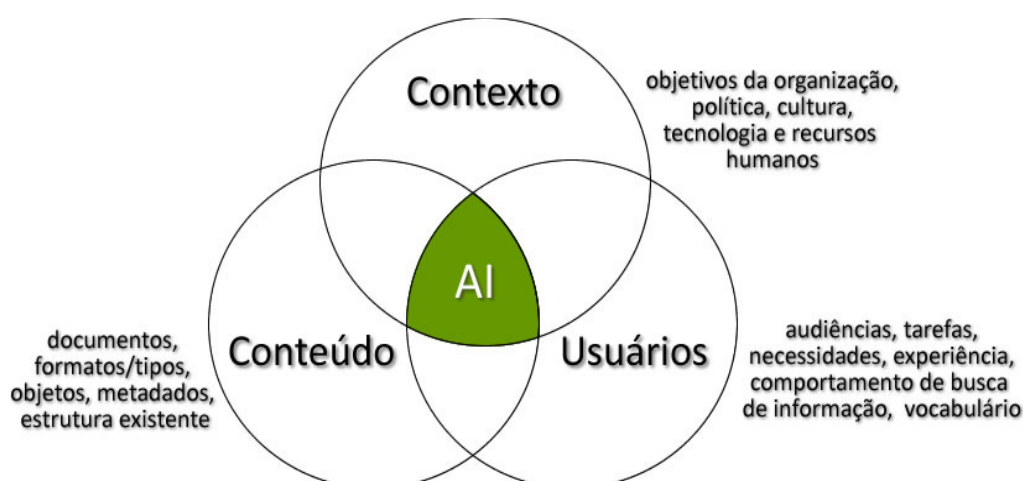 Contexto
objetivos da organização,
política, cultura,
tecnologia e recursos
humanos
AI
Conteúdo
documentos,
formatos/tipos,
objetos, metadados,
estrutura existente
Usuários
audiências, tarefas,
necessidades, experiência,
comportamento de busca
de informação, vocabulário